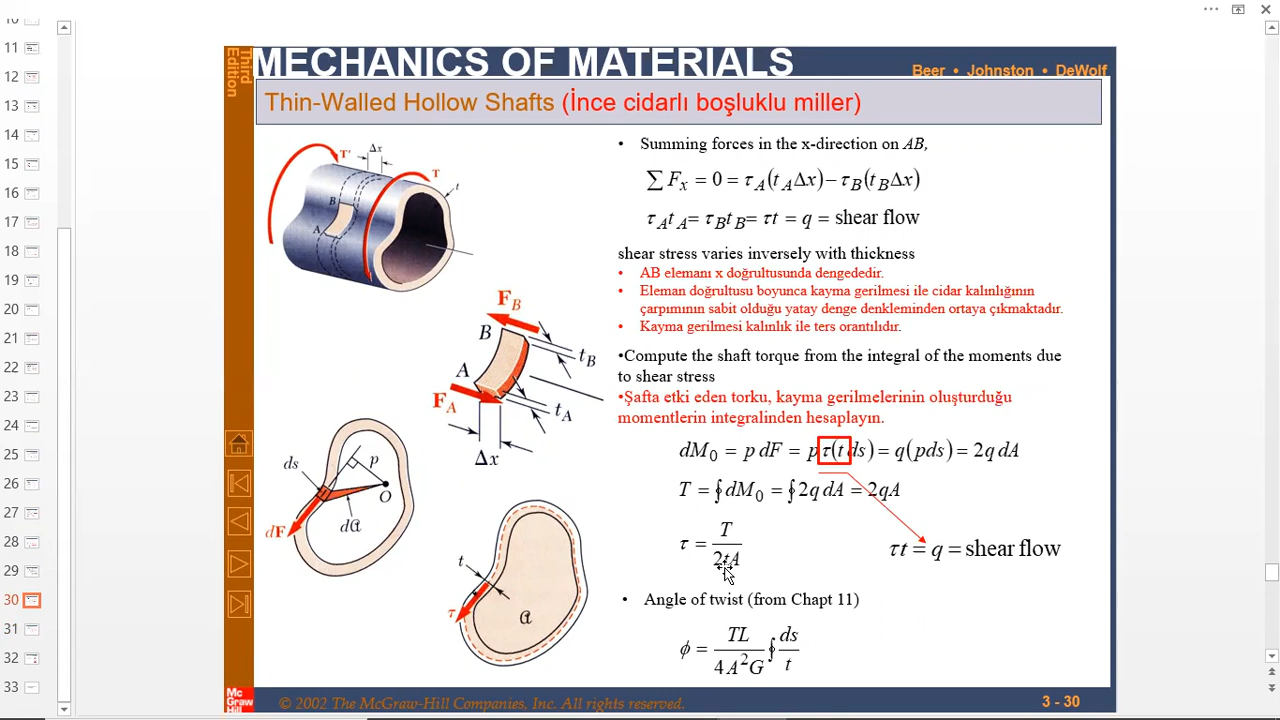 10
11
12
13
14
15
16
17
18
19
20
21
22
23
24
25
26
27
28
29
30
31
32
33
Third
Edition
MECHANICS OF MATERIALS
Beer • Johnston • DeWolf
Thin-Walled Hollow Shafts (İnce cidarlı boşluklu miller)
T'
Δx
T
t
B
A
• Summing forces in the x-direction on AB,
∑ Fx = 0 = τA(tAΔx) − τB(tBΔx)
τAtA = τBtB = τt = q = shear flow
shear stress varies inversely with thickness
• AB elemanı x doğrultusunda dengededir.
• Eleman doğrultusu boyunca kayma gerilmesi ile cidar kalınlığının
çarpımının sabit olduğu yatay denge denkleminden ortaya çıkmaktadır.
• Kayma gerilmesi kalınlık ile ters orantılıdır.
FB
B
tB
A
FA
tA
Δx
•Compute the shaft torque from the integral of the moments due
to shear stress
•Şafta etki eden torku, kayma gerilmelerinin oluşturduğu
momentlerin integralinden hesaplayın.
dM0 = p dF = pτ(t ds) = q(pds) = 2q dA
T = ∮dM0 = ∮2q dA = 2qA
τ = T / 2tA
τt = q = shear flow
ds
p
O
dF
dα
t
τ
α
• Angle of twist (from Chapt 11)
φ = TL / 4A²G ∮ ds / t
Mc
Graw
Hill
© 2002 The McGraw-Hill Companies, Inc. All rights reserved.
3 - 30